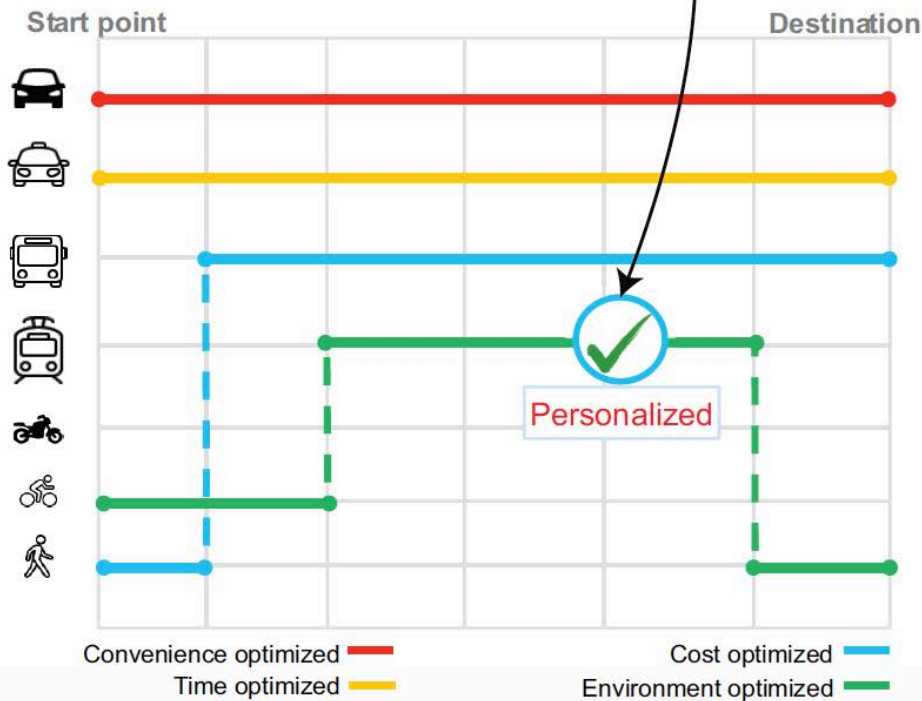 Start point
Destination
Personalized
Convenience optimized
Cost optimized
Time optimized
Environment optimized